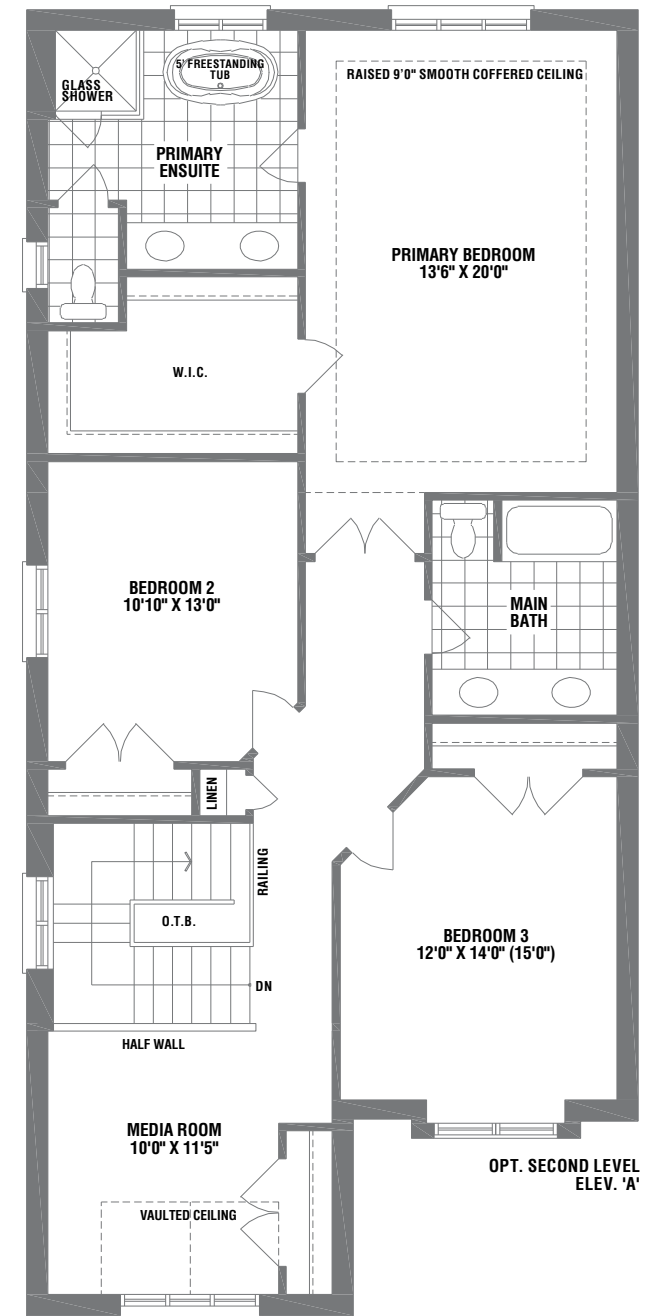 5' FREESTANDING
TUB
GLASS
SHOWER
RAISED 9'0" SMOOTH COFFERED CEILING
PRIMARY
ENSUITE
PRIMARY BEDROOM
13'6" X 20'0"
W.I.C.
BEDROOM 2
10'10" X 13'0"
MAIN
BATH
LINEN
RAILING
O.T.B.
BEDROOM 3
12'0" X 14'0" (15'0")
DN
HALF WALL
MEDIA ROOM
10'0" X 11'5"
OPT. SECOND LEVEL
ELEV. 'A'
VAULTED CEILING